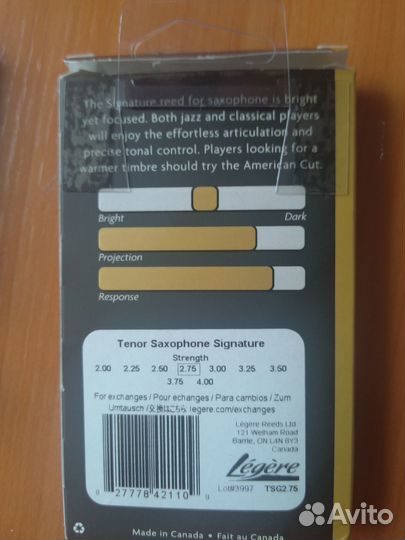 The Signature reed for saxophone is bright
yet focused. Both jazz and classical players
will enjoy the effortless articulation and
precise tonal control. Players looking for a
warmer timbre should try the American Cut.
Bright Dark
Projection
Response
Tenor Saxophone Signature
Strength
2.00 2.25 2.50 2.75 3.00 3.25 3.50
3.75 4.00
For exchanges / Pour echanges / Para cambios / Zum
Umtausch /交換はこちら legere.com/exchanges
Légère Reeds Ltd.
121 Welham Road
Barrie, ON L4N 8Y3
Canada
Légère
0 27778 42110 9
Lot#3997 TSG2.75
Made in Canada • Fait au Canada
Avito